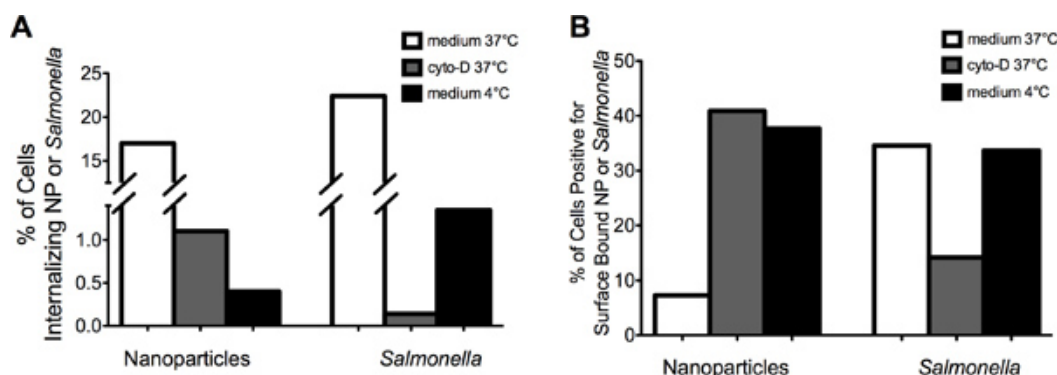 A
% of Cells
Internalizing NP or Salmonella
25
20
15
1.0
0.5
0.0
medium 37°C
cyto-D 37°C
medium 4°C
Nanoparticles
Salmonella
B
% of Cells Positive for
Surface Bound NP or Salmonella
50
40
30
20
10
0
medium 37°C
cyto-D 37°C
medium 4°C
Nanoparticles
Salmonella